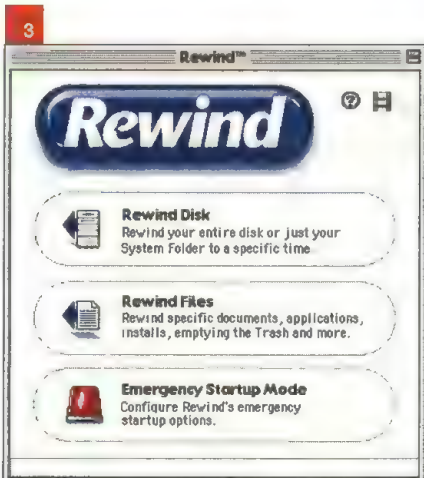 3
Rewind™
Rewind
Rewind Disk
Rewind your entire disk or just your
System Folder to a specific time
Rewind Files
Rewind specific documents, applications,
installs, emptying the Trash and more.
Emergency Startup Mode
Configure Rewind's emergency
startup options.